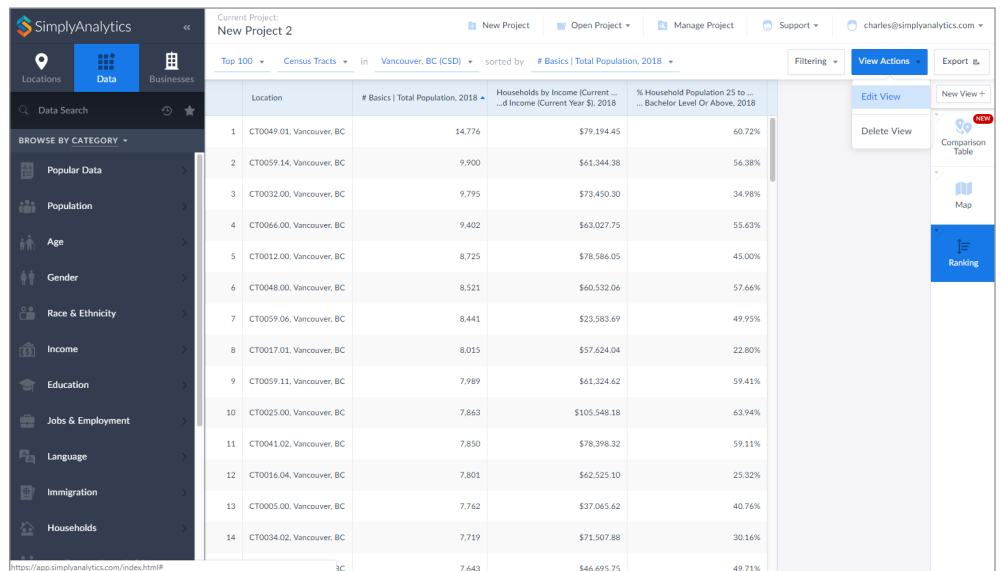 SimplyAnalytics
«
Current Project:
New Project 2
New Project
Open Project
Manage Project
Support
charles@simplyanalytics.com
Locations
Data
Businesses
Top 100
Census Tracts
in
Vancouver, BC (CSD)
sorted by
# Basics | Total Population, 2018
Filtering
View Actions
Export
Data Search
BROWSE BY CATEGORY
Popular Data
Population
Age
Gender
Race & Ethnicity
Income
Education
Jobs & Employment
Language
Immigration
Households
Edit View
Delete View
New View +
NEW
Comparison
Table
Map
Ranking
Location
# Basics | Total Population, 2018
Households by Income (Current ...
...d Income (Current Year $), 2018
% Household Population 25 to ...
... Bachelor Level Or Above, 2018
1 CT0049.01, Vancouver, BC 14,776 $79,194.45 60.72%
2 CT0059.14, Vancouver, BC 9,900 $61,344.38 56.38%
3 CT0032.00, Vancouver, BC 9,795 $73,450.30 34.98%
4 CT0066.00, Vancouver, BC 9,402 $63,027.75 55.63%
5 CT0012.00, Vancouver, BC 8,725 $78,586.05 45.00%
6 CT0048.00, Vancouver, BC 8,521 $60,532.06 57.66%
7 CT0059.06, Vancouver, BC 8,441 $23,583.69 49.95%
8 CT0017.01, Vancouver, BC 8,015 $57,624.04 22.80%
9 CT0059.11, Vancouver, BC 7,989 $61,324.62 59.41%
10 CT0025.00, Vancouver, BC 7,863 $105,548.18 63.94%
11 CT0041.02, Vancouver, BC 7,850 $78,398.32 59.11%
12 CT0016.04, Vancouver, BC 7,801 $62,525.10 25.32%
13 CT0005.00, Vancouver, BC 7,762 $37,065.62 40.76%
14 CT0034.02, Vancouver, BC 7,719 $71,507.88 30.16%
BC 7,643 $46,695.75 49.71%
https://app.simplyanalytics.com/index.html#